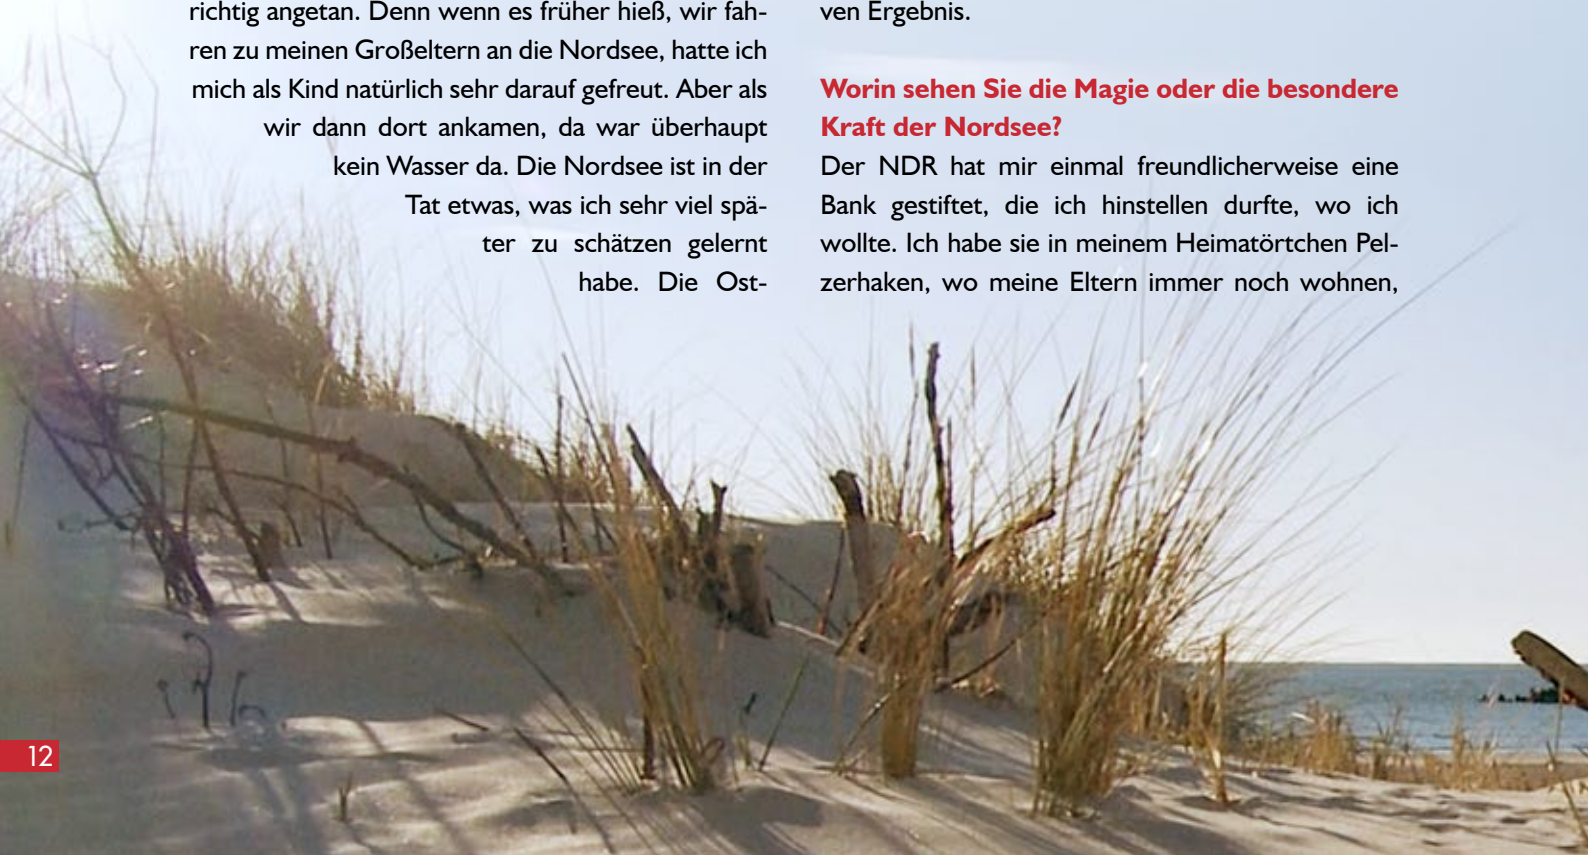 richtig angetan. Denn wenn es früher hieß, wir fah-
ren zu meinen Großeltern an die Nordsee, hatte ich
mich als Kind natürlich sehr darauf gefreut. Aber als
wir dann dort ankamen, da war überhaupt
kein Wasser da. Die Nordsee ist in der
Tat etwas, was ich sehr viel spä-
ter zu schätzen gelernt
habe. Die Ost-
ven Ergebnis.
Worin sehen Sie die Magie oder die besondere
Kraft der Nordsee?
Der NDR hat mir einmal freundlicherweise eine
Bank gestiftet, die ich hinstellen durfte, wo ich
wollte. Ich habe sie in meinem Heimatörtchen Pel-
zerhaken, wo meine Eltern immer noch wohnen,
12